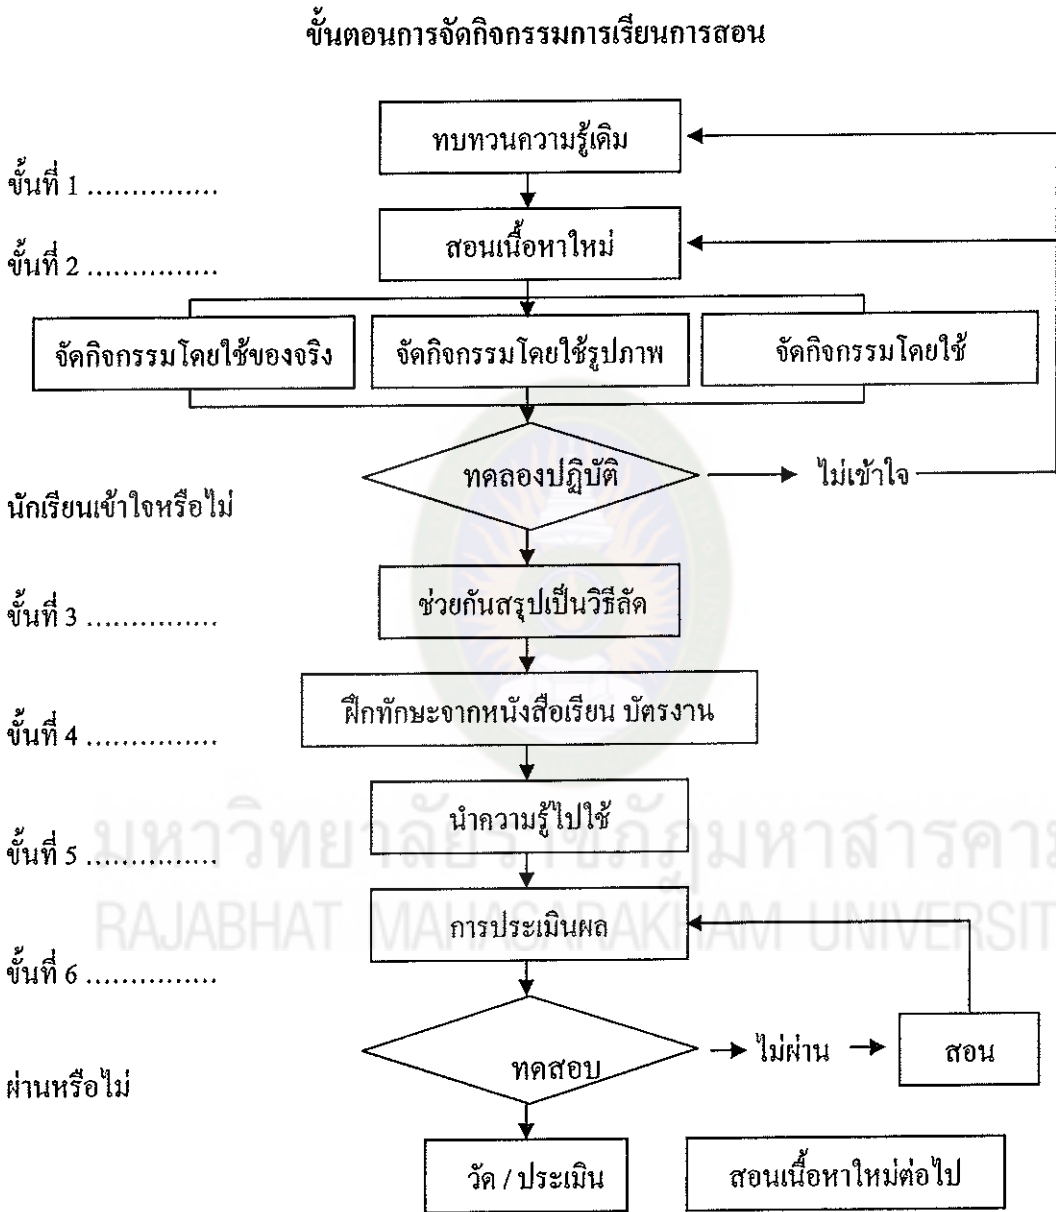 ขั้นตอนการจัดกิจกรรมการเรียนการสอน
ทบทวนความรู้เดิม
ขั้นที่ 1 ...............
สอนเนื้อหาใหม่
ขั้นที่ 2 ...............
จัดกิจกรรมโดยใช้ของจริง จัดกิจกรรมโดยใช้รูปภาพ จัดกิจกรรมโดยใช้
ทดลองปฏิบัติ ไม่เข้าใจ
นักเรียนเข้าใจหรือไม่
ช่วยกันสรุปเป็นวิธีลัด
ขั้นที่ 3 ...............
ฝึกทักษะจากหนังสือเรียน บัตรงาน
ขั้นที่ 4 ...............
นำความรู้ไปใช้
มหาวิทยาลัยราชภัฏมหาสารคาม
ขั้นที่ 5 ...............
การประเมินผล
RAJABHAT MAHASARAKHAM UNIVERSIT
ขั้นที่ 6 ...............
ทดสอบ ไม่ผ่าน สอน
ผ่านหรือไม่
วัด / ประเมิน สอนเนื้อหาใหม่ต่อไป